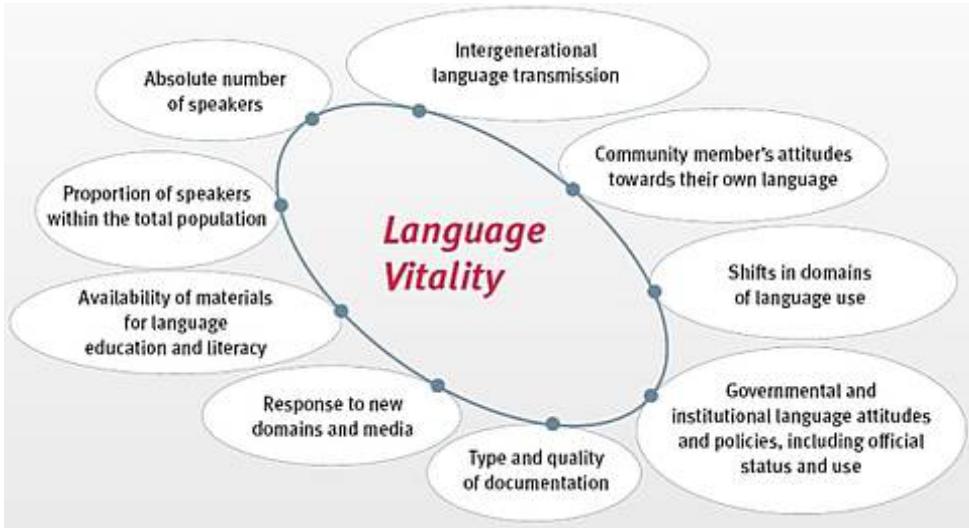 Intergenerational
language transmission
Absolute number
of speakers
Community member's attitudes
towards their own language
Proportion of speakers
within the total population
Language
Vitality
Shifts in domains
of language use
Availability of materials
for language
education and literacy
Governmental and
institutional language attitudes
and policies, including official
status and use
Response to new
domains and media
Type and quality
of documentation